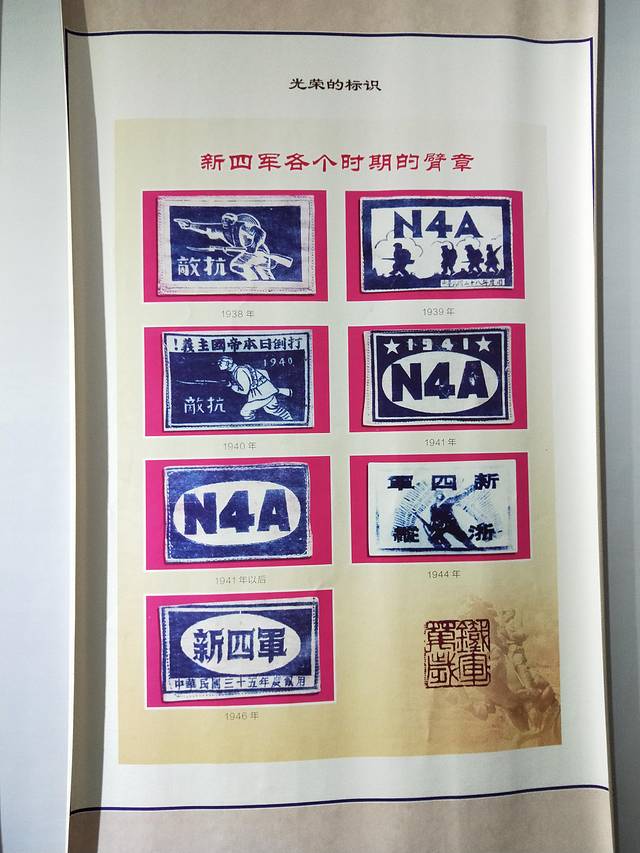 光荣的标识
新四军各个时期的臂章
抗敵
1938 年
N4A
1939 年
打倒日本帝國主義!
1940
抗敵
1940 年
1941
N4A
1941 年
N4A
1941 年以后
新四軍
浙
1944 年
新四軍
中華民國三十五年度用
1946 年
鐵軍
萬歲